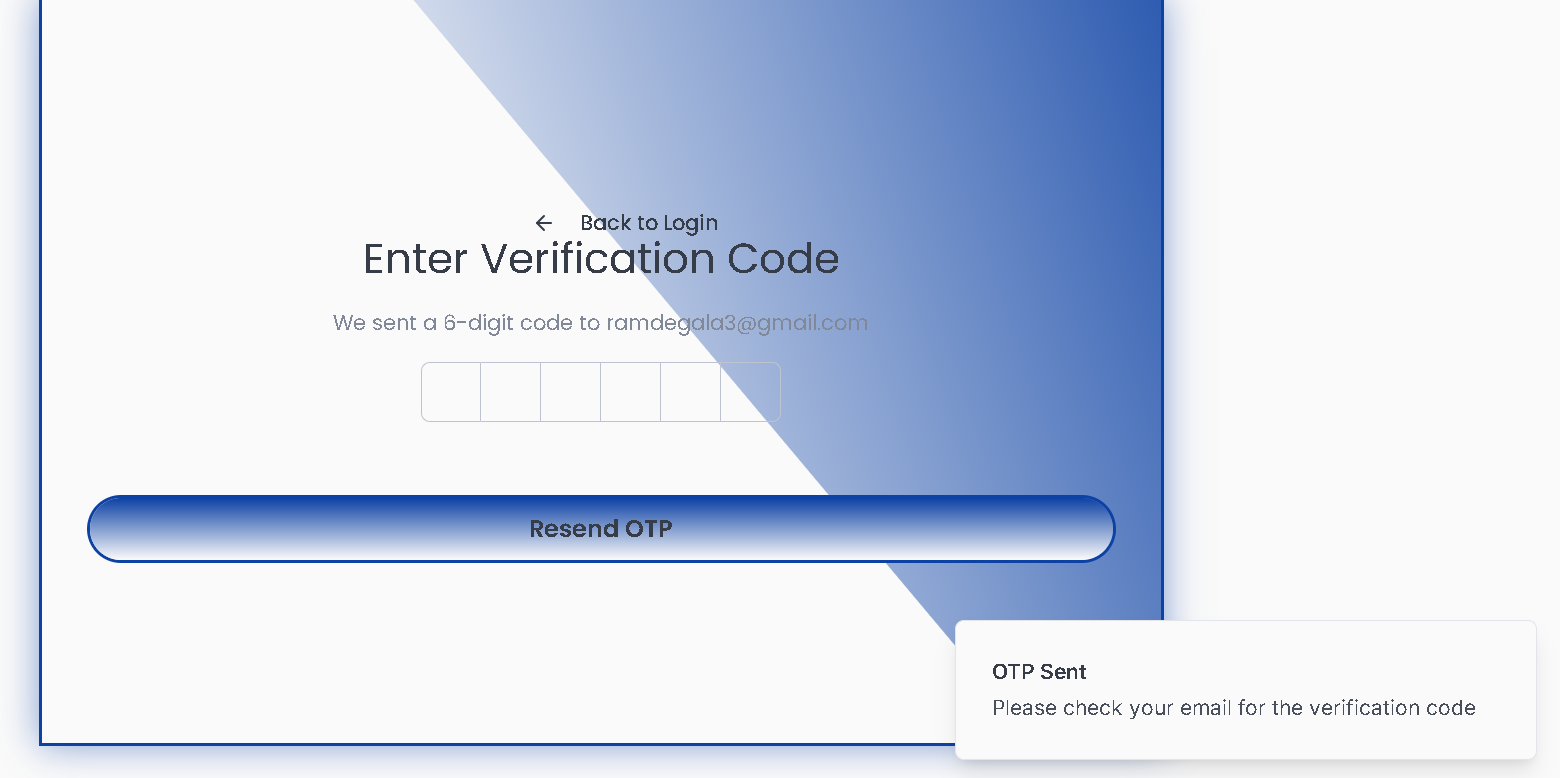 Back to Login
Enter Verification Code
We sent a 6-digit code to ramdegala3@gmail.com
Resend OTP
OTP Sent
Please check your email for the verification code